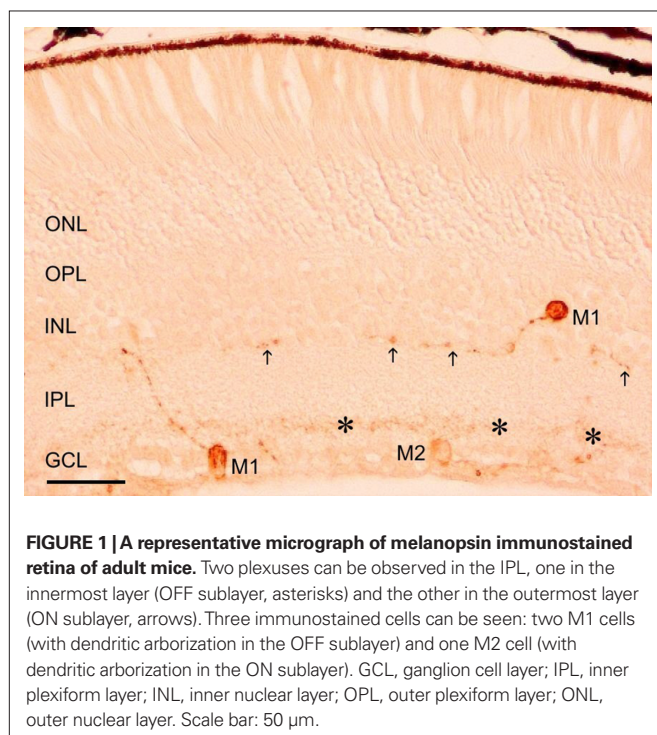 ONL
OPL
INL
M1
↑ ↑ ↑ ↑
IPL
* * *
GCL M1 M2
FIGURE 1 | A representative micrograph of melanopsin immunostained
retina of adult mice. Two plexuses can be observed in the IPL, one in the
innermost layer (OFF sublayer, asterisks) and the other in the outermost layer
(ON sublayer, arrows). Three immunostained cells can be seen: two M1 cells
(with dendritic arborization in the OFF sublayer) and one M2 cell (with
dendritic arborization in the ON sublayer). GCL, ganglion cell layer; IPL, inner
plexiform layer; INL, inner nuclear layer; OPL, outer plexiform layer; ONL,
outer nuclear layer. Scale bar: 50 μm.